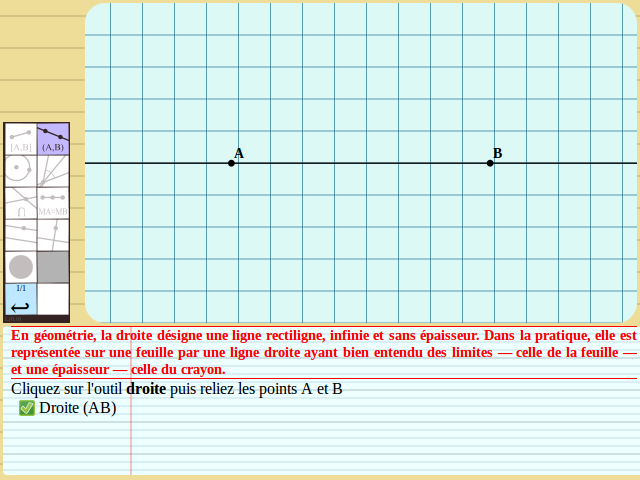 A
B
[A,B]
(A,B)
⋂
MA=MB
1/1
En géométrie, la droite désigne une ligne rectiligne, infinie et sans épaisseur. Dans la pratique, elle est
représentée sur une feuille par une ligne droite ayant bien entendu des limites — celle de la feuille —
et une épaisseur — celle du crayon.
Cliquez sur l'outil droite puis reliez les points A et B
✅ Droite (AB)